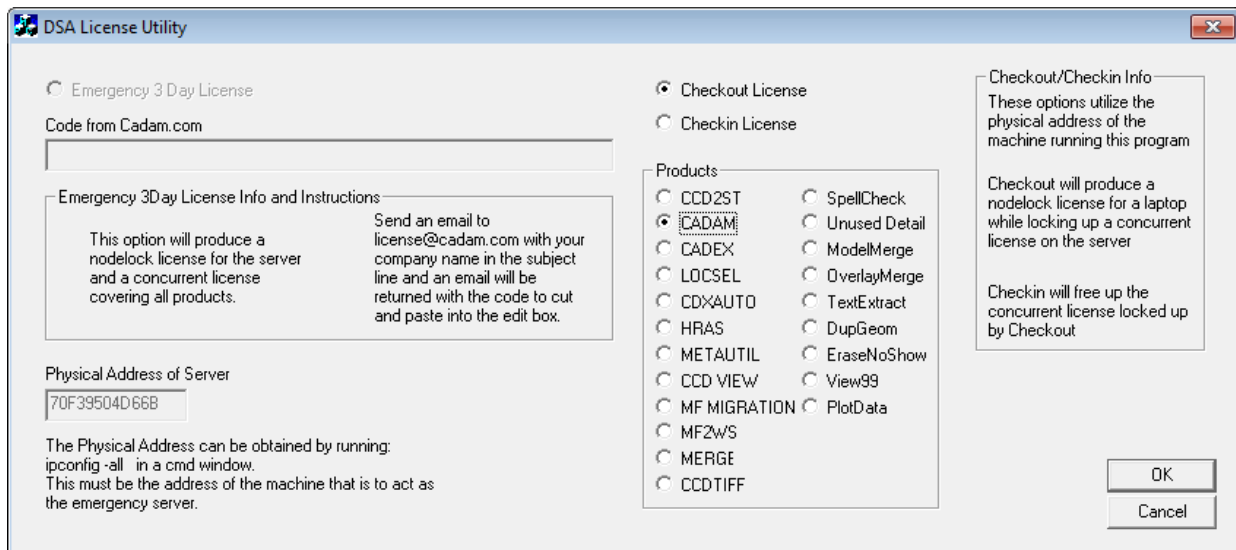 DSA License Utility
Emergency 3 Day License
Code from Cadam.com
Emergency 3Day License Info and Instructions
This option will produce a
nodelock license for the server
and a concurrent license
covering all products.
Send an email to
license@cadam.com with your
company name in the subject
line and an email will be
returned with the code to cut
and paste into the edit box.
Physical Address of Server
70F39504D66B
The Physical Address can be obtained by running:
ipconfig -all   in a cmd window.
This must be the address of the machine that is to act as
the emergency server.
Checkout License
Checkin License
Products
CCD2ST
CADAM
CADEX
LOCSEL
CDXAUTO
HRAS
METAUTIL
CCD VIEW
MF MIGRATION
MF2WS
MERGE
CCDTIFF
SpellCheck
Unused Detail
ModelMerge
OverlayMerge
TextExtract
DupGeom
EraseNoShow
View99
PlotData
Checkout/Checkin Info
These options utilize the
physical address of the
machine running this program
Checkout will produce a
nodelock license for a laptop
while locking up a concurrent
license on the server
Checkin will free up the
concurrent license locked up
by Checkout
OK
Cancel